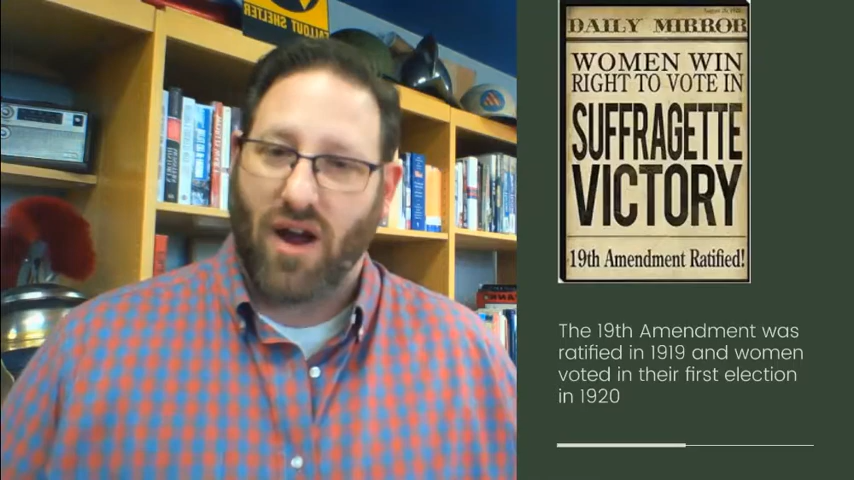 FALLOUT SHELTER
DAILY MIRROR
WOMEN WIN
RIGHT TO VOTE IN
SUFFRAGETTE
VICTORY
19th Amendment Ratified!
The 19th Amendment was
ratified in 1919 and women
voted in their first election
in 1920